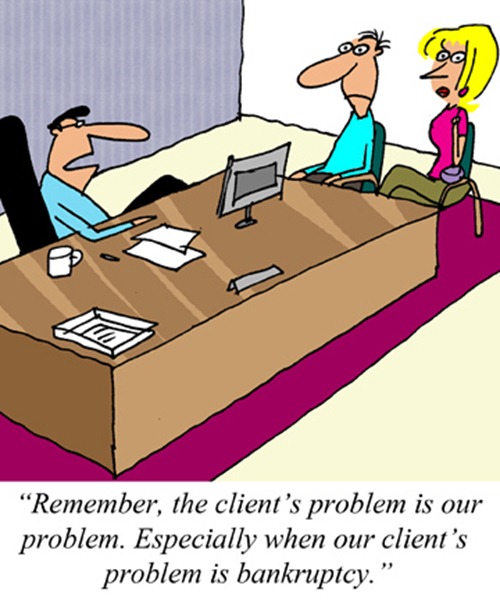 “Remember, the client’s problem is our
problem. Especially when our client’s
problem is bankruptcy.”